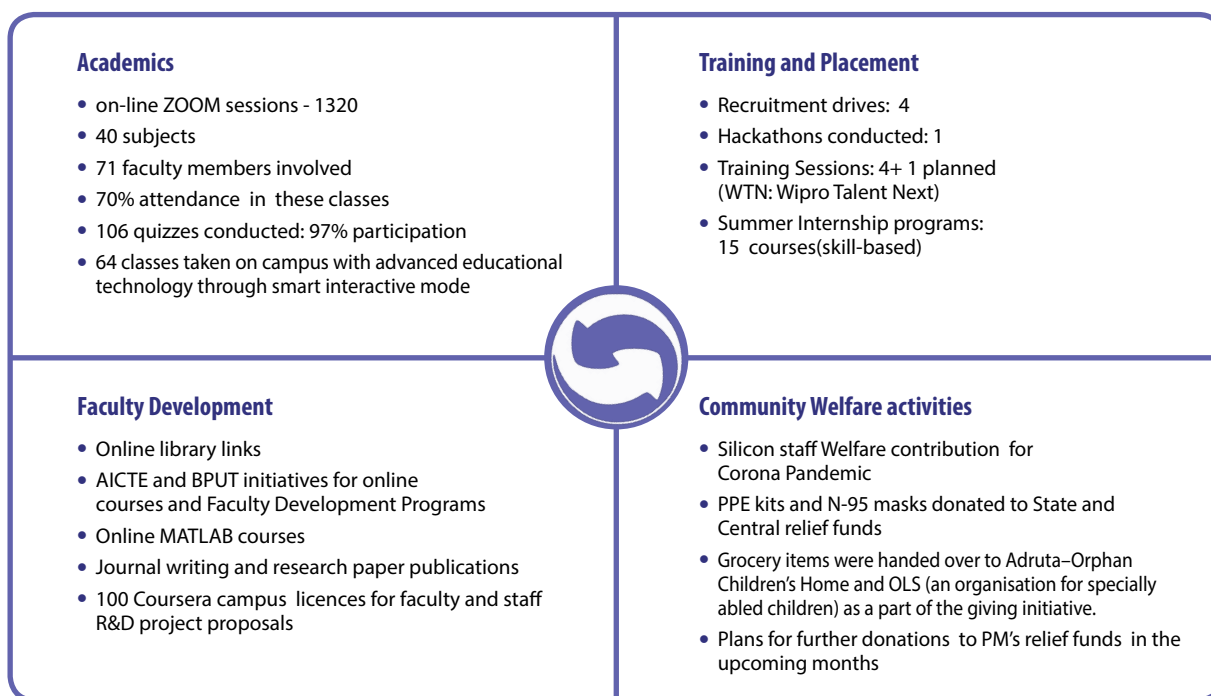 Academics
• on-line ZOOM sessions - 1320
• 40 subjects
• 71 faculty members involved
• 70% attendance in these classes
• 106 quizzes conducted: 97% participation
• 64 classes taken on campus with advanced educational
technology through smart interactive mode
Training and Placement
• Recruitment drives: 4
• Hackathons conducted: 1
• Training Sessions: 4+ 1 planned
(WTN: Wipro Talent Next)
• Summer Internship programs:
15 courses(skill-based)
Faculty Development
• Online library links
• AICTE and BPUT initiatives for online
courses and Faculty Development Programs
• Online MATLAB courses
• Journal writing and research paper publications
• 100 Coursera campus licences for faculty and staff
R&D project proposals
Community Welfare activities
• Silicon staff Welfare contribution for
Corona Pandemic
• PPE kits and N-95 masks donated to State and
Central relief funds
• Grocery items were handed over to Adruta–Orphan
Children's Home and OLS (an organisation for specially
abled children) as a part of the giving initiative.
• Plans for further donations to PM's relief funds in the
upcoming months